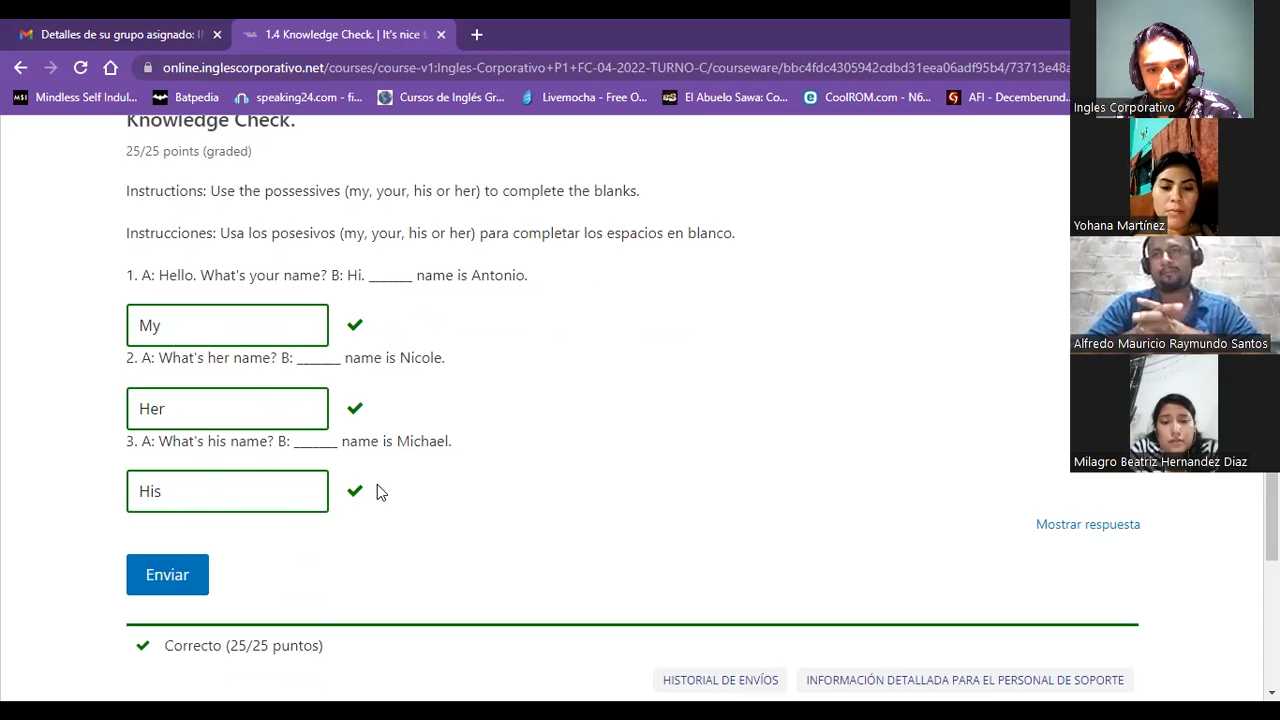 Detalles de su grupo asignado: I
1.4 Knowledge Check. | It's nice t
online.inglescorporativo.net/courses/course-v1:Ingles-Corporativo+P1+FC-04-2022-TURNO-C/courseware/bbc4fdc4305942cdbd31eea06adf95b4/73713e48a
Mindless Self Indul...
Batpedia
speaking24.com - fi...
Cursos de Inglés Gr...
Livemocha - Free O...
El Abuelo Sawa: Co...
CoolROM.com - N6...
AFI - Decemberund...
Knowledge Check.
25/25 points (graded)
Instructions: Use the possessives (my, your, his or her) to complete the blanks.
Instrucciones: Usa los posesivos (my, your, his or her) para completar los espacios en blanco.
1. A: Hello. What's your name? B: Hi. _______ name is Antonio.
My
2. A: What's her name? B: _______ name is Nicole.
Her
3. A: What's his name? B: _______ name is Michael.
His
Mostrar respuesta
Enviar
Correcto (25/25 puntos)
HISTORIAL DE ENVÍOS
INFORMACIÓN DETALLADA PARA EL PERSONAL DE SOPORTE
Ingles Corporativo
Yohana Martínez
Alfredo Mauricio Raymundo Santos
Milagro Beatriz Hernandez Diaz